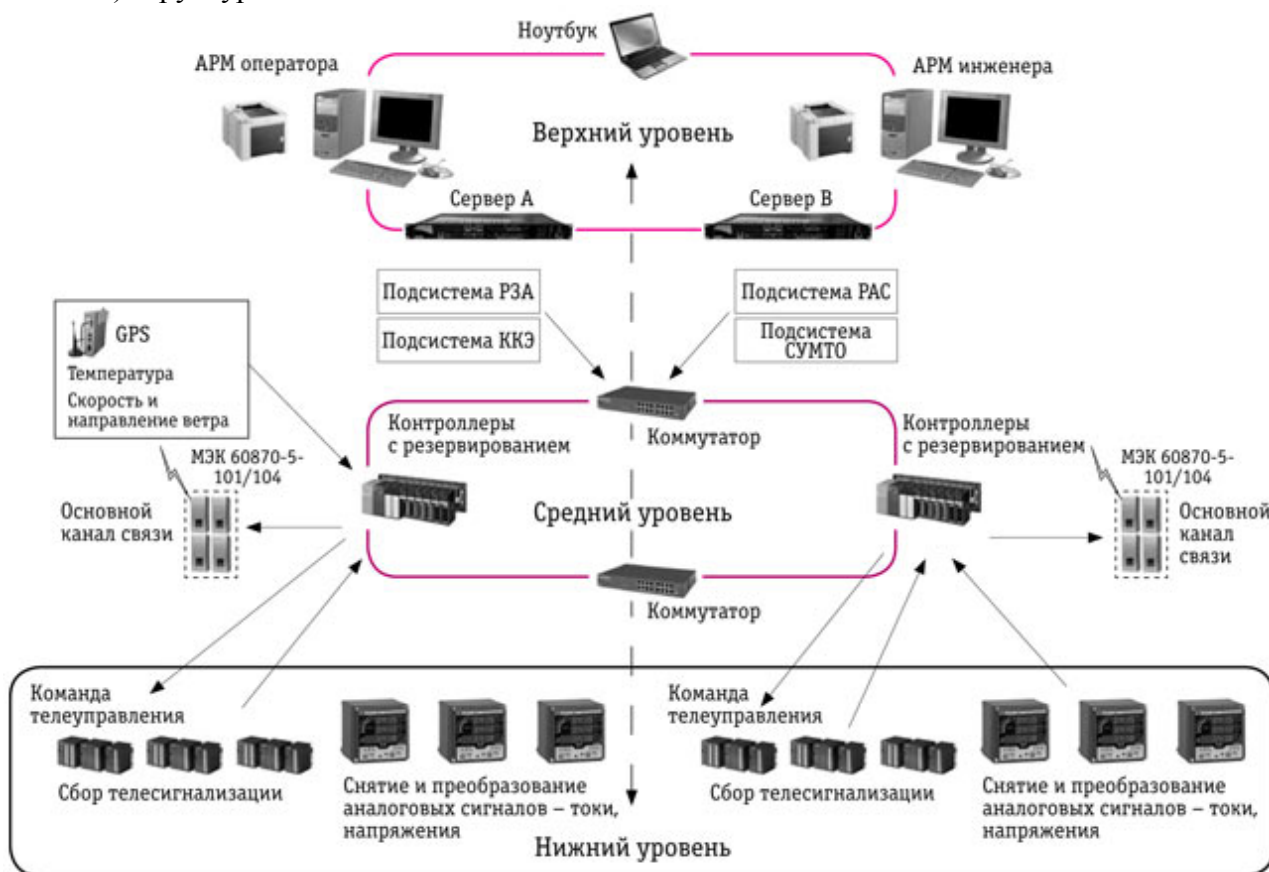 Ноутбук
АРМ оператора
АРМ инженера
Верхний уровень
Сервер А
Сервер В
Подсистема РЗА
Подсистема РАС
Подсистема ККЭ
Подсистема
СУМТО
GPS
Температура
Скорость и
направление ветра
Контроллеры
с резервированием
Коммутатор
Контроллеры
с резервированием
МЭК 60870-5-
101/104
МЭК 60870-5-
101/104
Основной
канал связи
Средний уровень
Основной
канал
связи
Коммутатор
Команда
телеуправления
Сбор телесигнализации
Снятие и преобразование
аналоговых сигналов – токи,
напряжения
Команда
телеуправления
Сбор телесигнализации
Снятие и преобразование
аналоговых сигналов – токи,
напряжения
Нижний уровень